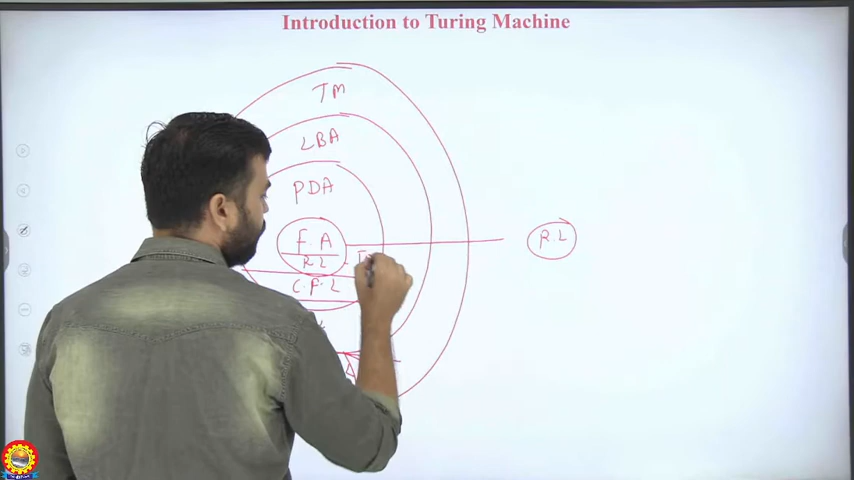 Introduction to Turing Machine
TM
LBA
PDA
F.A
R.L
R.L
C.F.L